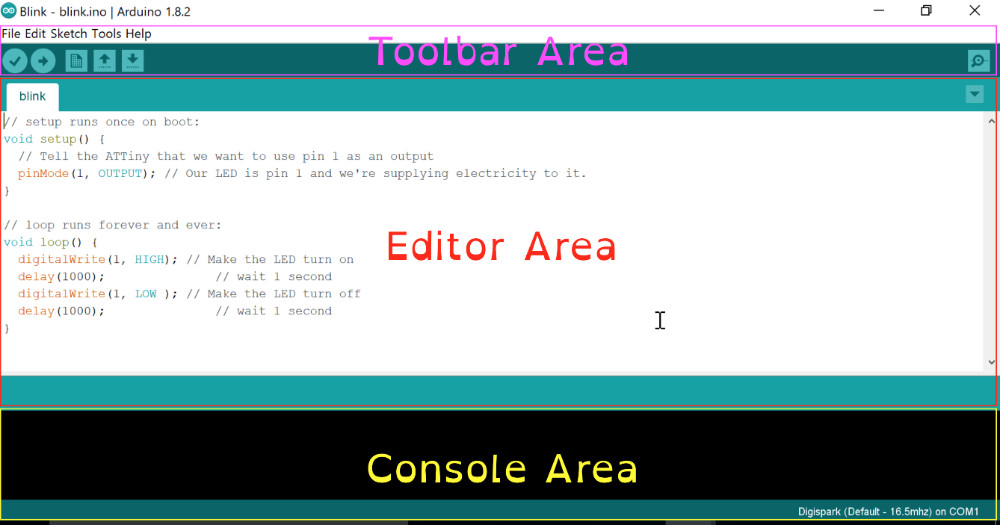 Blink - blink.ino | Arduino 1.8.2
File Edit Sketch Tools Help
Toolbar Area
blink
// setup runs once on boot:
void setup() {
  // Tell the ATTiny that we want to use pin 1 as an output
  pinMode(1, OUTPUT); // Our LED is pin 1 and we're supplying electricity to it.
}
// loop runs forever and ever:
void loop() {
Editor Area
  digitalWrite(1, HIGH); // Make the LED turn on
  delay(1000);               // wait 1 second
  digitalWrite(1, LOW ); // Make the LED turn off
  delay(1000);               // wait 1 second
}
Console Area
Digispark (Default - 16.5mhz) on COM1